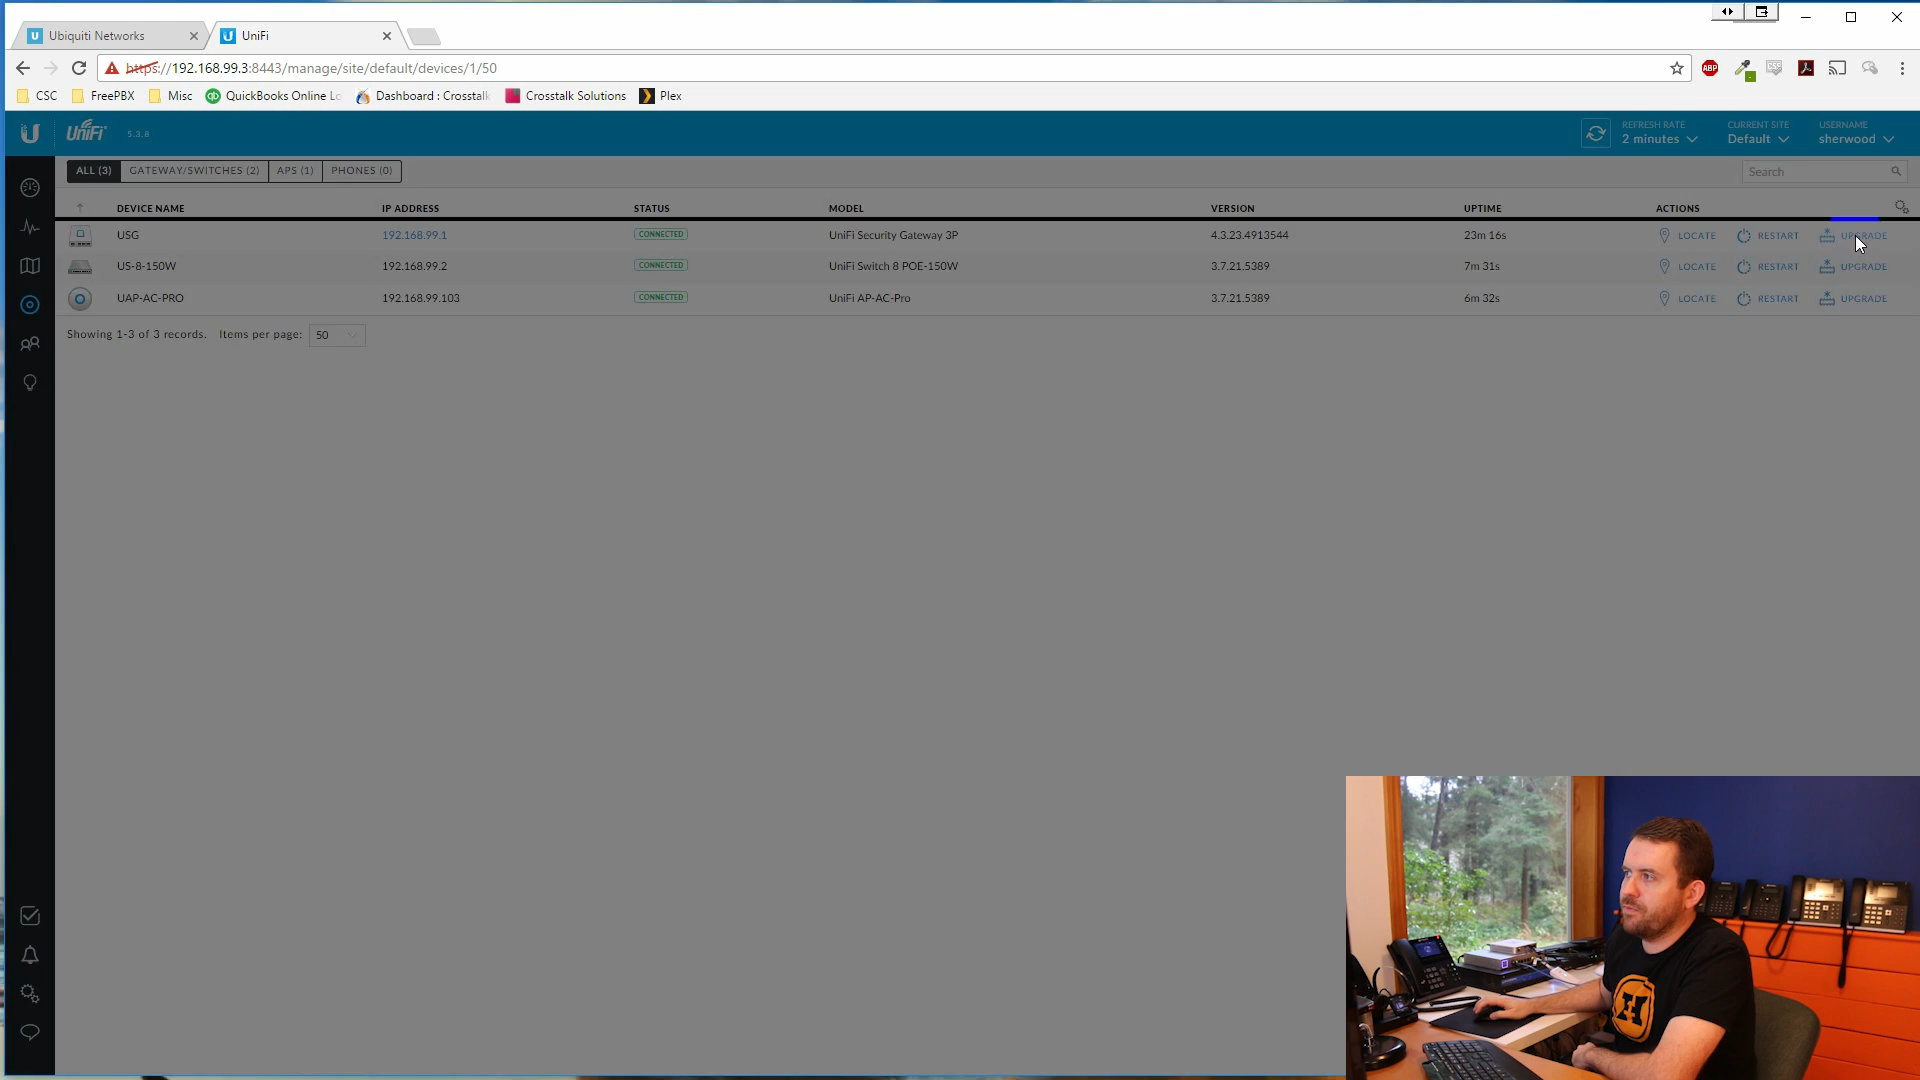 Ubiquiti Networks
UniFi
https://192.168.99.3:8443/manage/site/default/devices/1/50
ABP
CSC
CSC FreePBX Misc QuickBooks Online Lo Dashboard : Crosstalk Crosstalk Solutions Plex
UniFi 5.3.8
REFRESH RATE CURRENT SITE USERNAME
2 minutes Default sherwood
ALL (3) GATEWAY/SWITCHES (2) APS (1) PHONES (0) Search
DEVICE NAME IP ADDRESS STATUS MODEL VERSION UPTIME ACTIONS
USG 192.168.99.1 CONNECTED UniFi Security Gateway 3P 4.3.23.4913544 23m 16s LOCATE RESTART UPGRADE
US-8-150W 192.168.99.2 CONNECTED UniFi Switch 8 POE-150W 3.7.21.5389 7m 31s LOCATE RESTART UPGRADE
UAP-AC-PRO 192.168.99.103 CONNECTED UniFi AP-AC-Pro 3.7.21.5389 6m 32s LOCATE RESTART UPGRADE
Showing 1-3 of 3 records. Items per page: 50
H